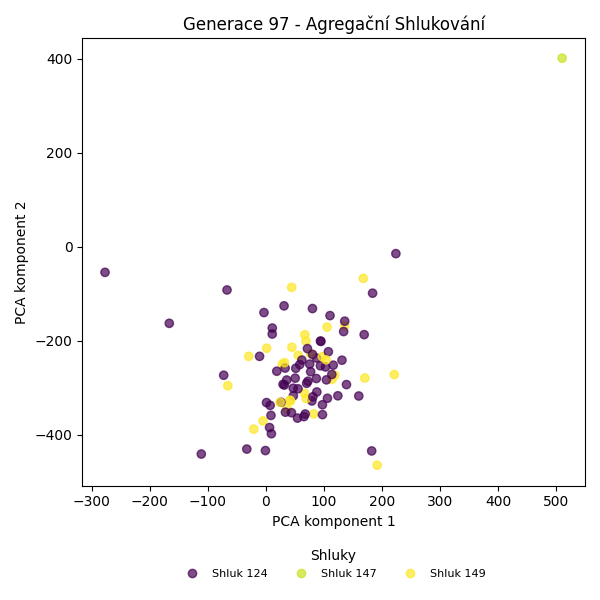 Generace 97 - Agregační Shlukování
400
200
0
−200
−400
PCA komponent 2
−300
−200
−100
0
100
200
300
400
500
PCA komponent 1
Shluky
Shluk 124
Shluk 147
Shluk 149